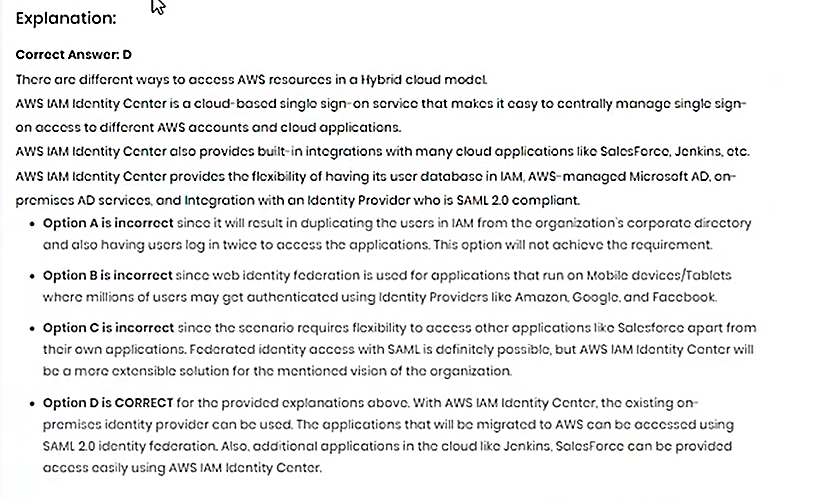 Explanation:
Correct Answer: D
There are different ways to access AWS resources in a Hybrid cloud model.
AWS IAM Identity Center is a cloud-based single sign-on service that makes it easy to centrally manage single sign-
on access to different AWS accounts and cloud applications.
AWS IAM Identity Center also provides built-in integrations with many cloud applications like SalesForce, Jenkins, etc.
AWS IAM Identity Center provides the flexibility of having its user database in IAM, AWS-managed Microsoft AD, on-
premises AD services, and Integration with an Identity Provider who is SAML 2.0 compliant.
• Option A is incorrect since it will result in duplicating the users in IAM from the organization's corporate directory
and also having users log in twice to access the applications. This option will not achieve the requirement.
• Option B is incorrect since web identity federation is used for applications that run on Mobile devices/Tablets
where millions of users may get authenticated using Identity Providers like Amazon, Google, and Facebook.
• Option C is incorrect since the scenario requires flexibility to access other applications like Salesforce apart from
their own applications. Federated identity access with SAML is definitely possible, but AWS IAM Identity Center will
be a more extensible solution for the mentioned vision of the organization.
• Option D is CORRECT for the provided explanations above. With AWS IAM Identity Center, the existing on-
premises identity provider can be used. The applications that will be migrated to AWS can be accessed using
SAML 2.0 identity federation. Also, additional applications in the cloud like Jenkins, SalesForce can be provided
access easily using AWS IAM Identity Center.